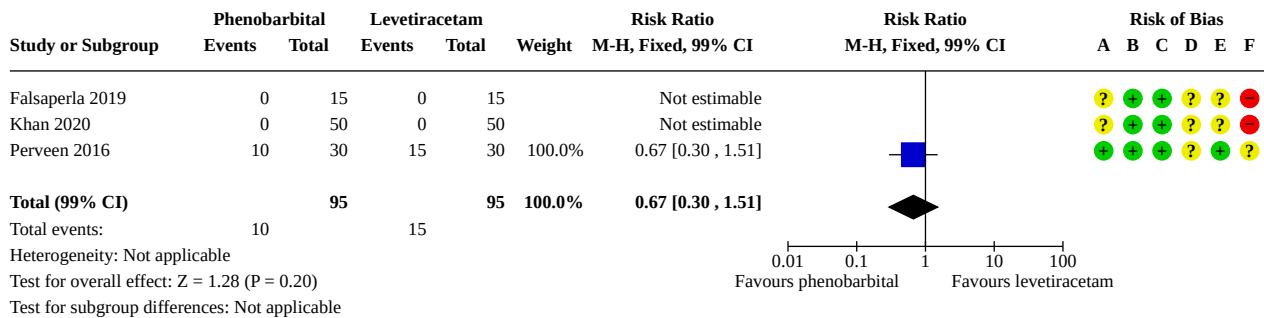 Phenobarbital Levetiracetam Risk Ratio Risk Ratio Risk of Bias
Study or Subgroup Events Total Events Total Weight M-H, Fixed, 99% CI M-H, Fixed, 99% CI A B C D E F
Falsaperla 2019 0 15 0 15 Not estimable ? + + ? ? −
Khan 2020 0 50 0 50 Not estimable ? + + ? ? −
Perveen 2016 10 30 15 30 100.0% 0.67 [0.30 , 1.51] + + + ? + ?
Total (99% CI) 95 95 100.0% 0.67 [0.30 , 1.51]
Total events: 10 15
Heterogeneity: Not applicable
0.01 0.1 1 10 100
Test for overall effect: Z = 1.28 (P = 0.20)
Favours phenobarbital Favours levetiracetam
Test for subgroup differences: Not applicable